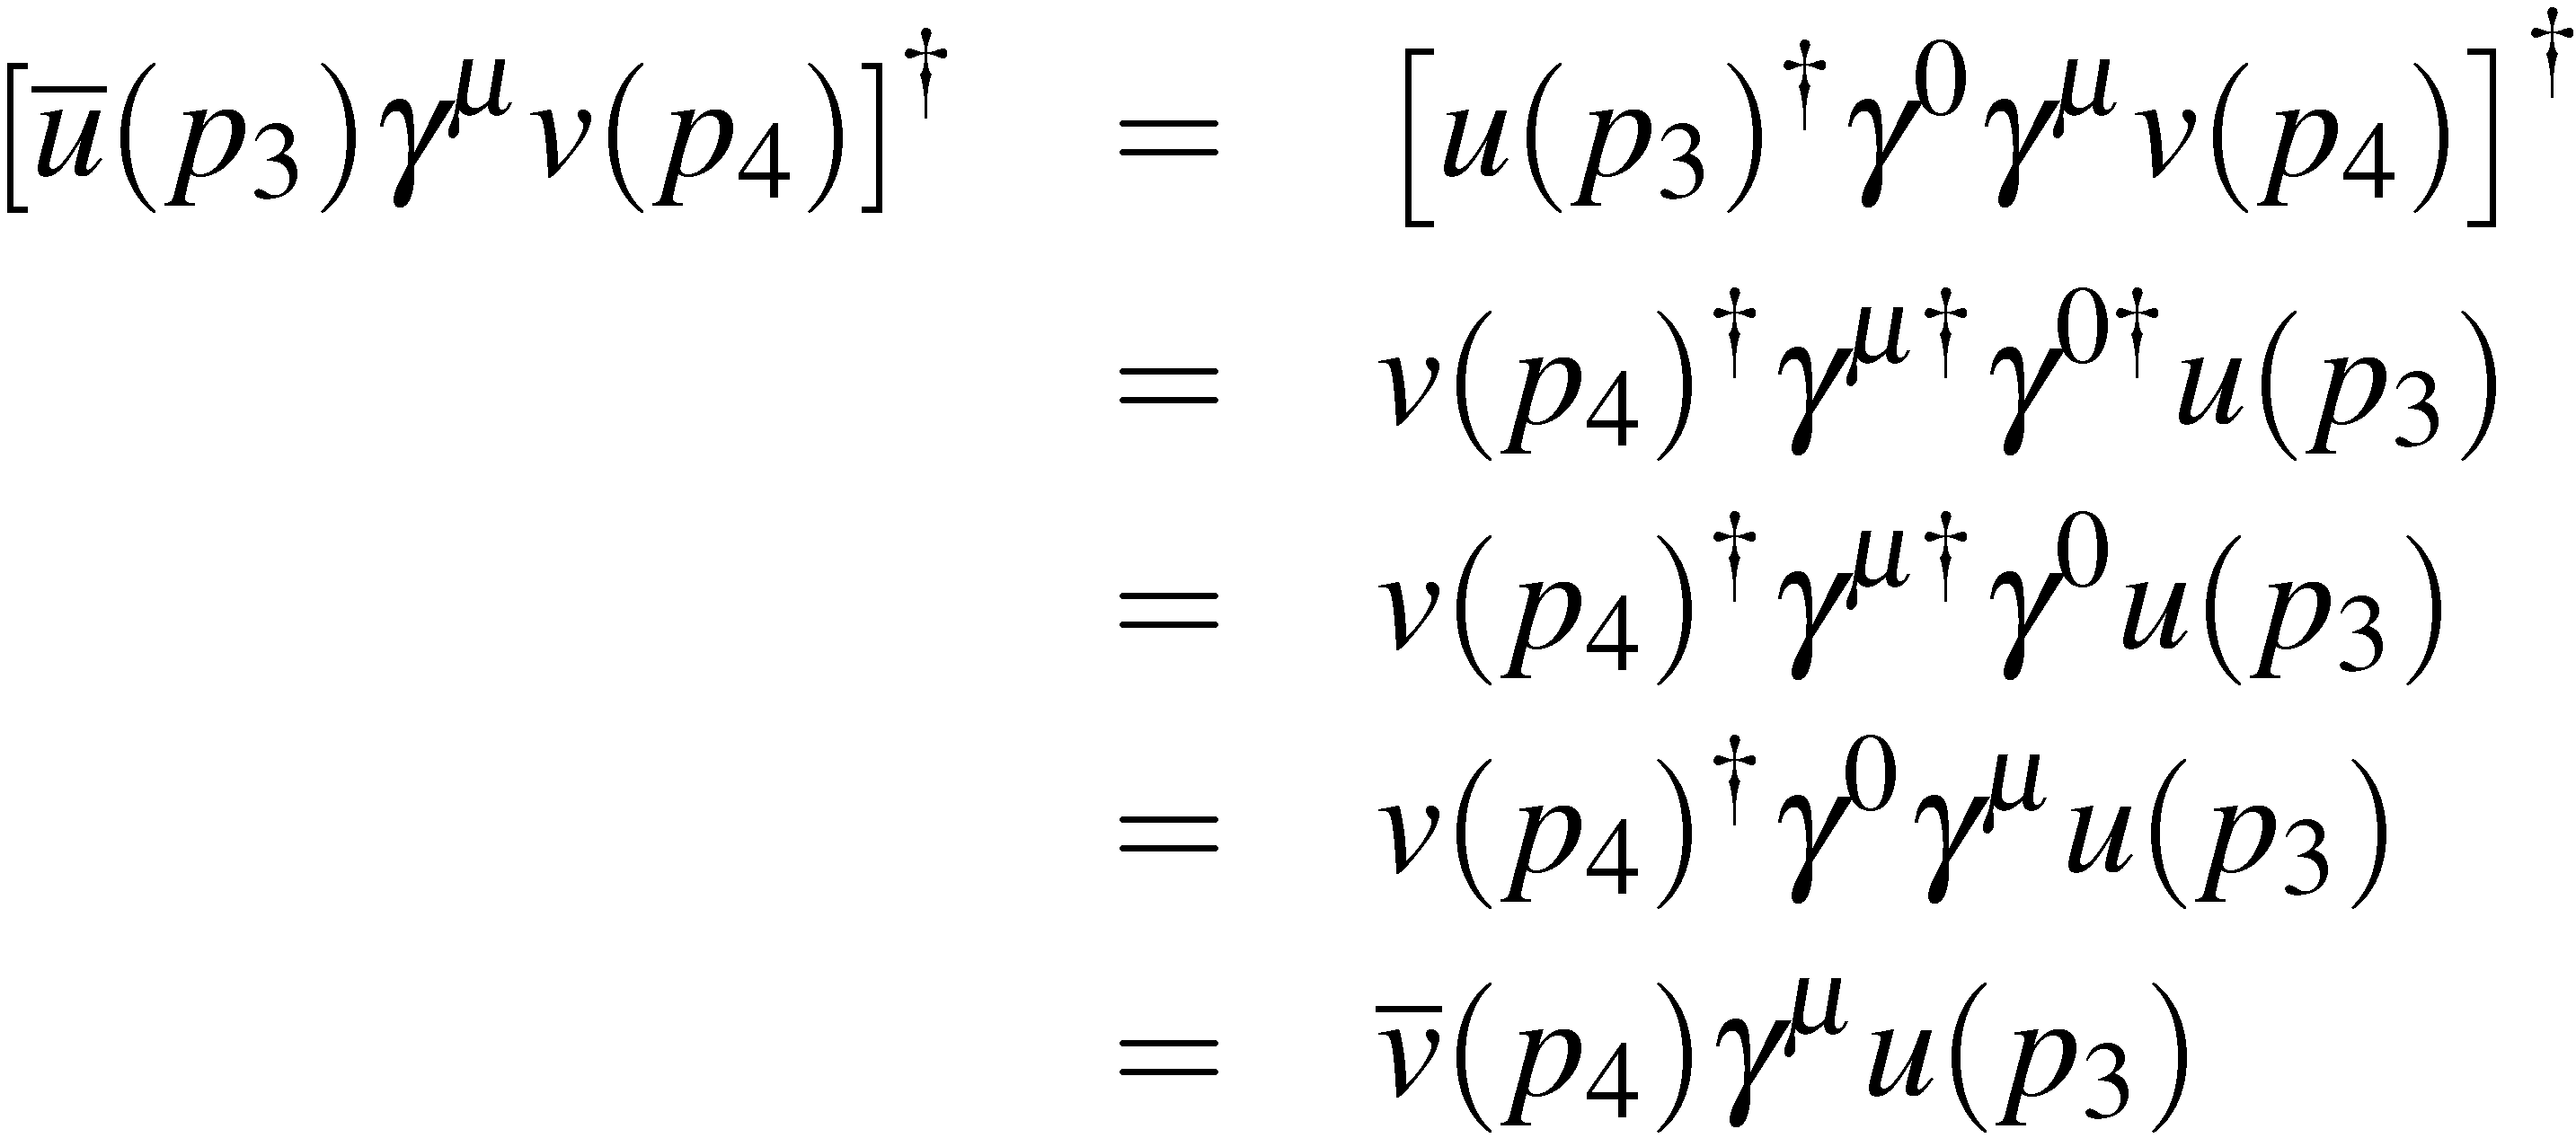 [u̅(p₃)γ^μ v(p₄)]^† = [u(p₃)^† γ^0 γ^μ v(p₄)]^†
= v(p₄)^† γ^μ† γ^0† u(p₃)
= v(p₄)^† γ^μ† γ^0 u(p₃)
= v(p₄)^† γ^0 γ^μ u(p₃)
= v̅(p₄)γ^μ u(p₃)